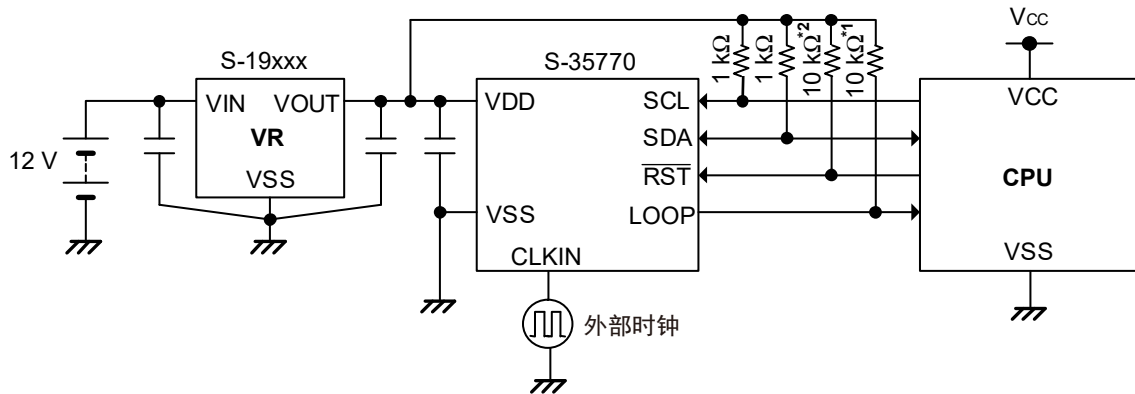 VCC
S-19xxx
S-35770
1 kΩ
1 kΩ
10 kΩ*2
10 kΩ*1
VIN
VOUT
VR
VSS
12 V
VDD
SCL
SDA
RST
VSS
LOOP
CLKIN
外部时钟
VCC
CPU
VSS